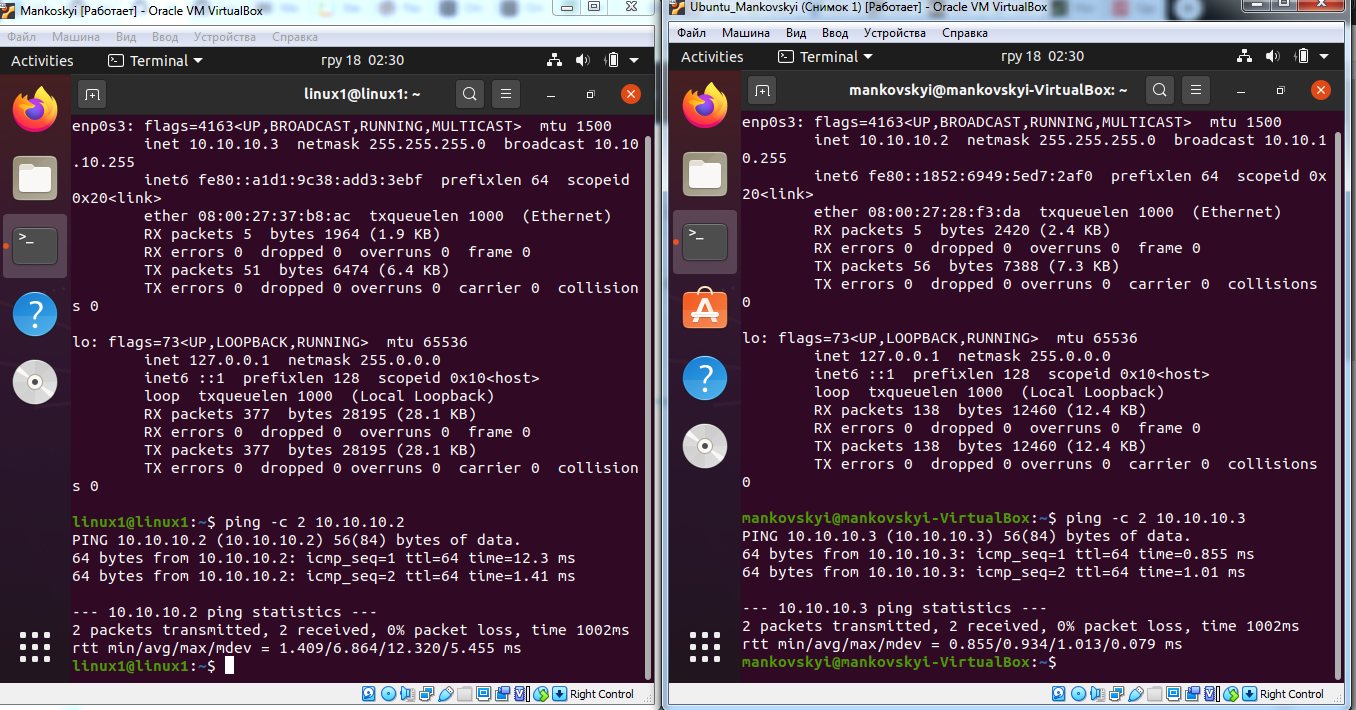 Mankoskyi [Работает] - Oracle VM VirtualBox
Файл Машина Вид Ввод Устройства Справка
Activities Terminal гру 18 02:30
linux1@linux1: ~
enp0s3: flags=4163<UP,BROADCAST,RUNNING,MULTICAST>  mtu 1500
        inet 10.10.10.3  netmask 255.255.255.0  broadcast 10.10
.10.255
        inet6 fe80::a1d1:9c38:add3:3ebf  prefixlen 64  scopeid
0x20<link>
        ether 08:00:27:37:b8:ac  txqueuelen 1000  (Ethernet)
        RX packets 5  bytes 1964 (1.9 KB)
        RX errors 0  dropped 0  overruns 0  frame 0
        TX packets 51  bytes 6474 (6.4 KB)
        TX errors 0  dropped 0 overruns 0  carrier 0  collision
s 0
lo: flags=73<UP,LOOPBACK,RUNNING>  mtu 65536
        inet 127.0.0.1  netmask 255.0.0.0
        inet6 ::1  prefixlen 128  scopeid 0x10<host>
        loop  txqueuelen 1000  (Local Loopback)
        RX packets 377  bytes 28195 (28.1 KB)
        RX errors 0  dropped 0  overruns 0  frame 0
        TX packets 377  bytes 28195 (28.1 KB)
        TX errors 0  dropped 0 overruns 0  carrier 0  collision
s 0
linux1@linux1:~$ ping -c 2 10.10.10.2
PING 10.10.10.2 (10.10.10.2) 56(84) bytes of data.
64 bytes from 10.10.10.2: icmp_seq=1 ttl=64 time=12.3 ms
64 bytes from 10.10.10.2: icmp_seq=2 ttl=64 time=1.41 ms
--- 10.10.10.2 ping statistics ---
2 packets transmitted, 2 received, 0% packet loss, time 1002ms
rtt min/avg/max/mdev = 1.409/6.864/12.320/5.455 ms
linux1@linux1:~$
Right Control
Ubuntu_Mankovskyi (Снимок 1) [Работает] - Oracle VM VirtualBox
Файл Машина Вид Ввод Устройства Справка
Activities Terminal гру 18 02:30
mankovskyi@mankovskyi-VirtualBox: ~
enp0s3: flags=4163<UP,BROADCAST,RUNNING,MULTICAST>  mtu 1500
        inet 10.10.10.2  netmask 255.255.255.0  broadcast 10.10.1
0.255
        inet6 fe80::1852:6949:5ed7:2af0  prefixlen 64  scopeid 0x
20<link>
        ether 08:00:27:28:f3:da  txqueuelen 1000  (Ethernet)
        RX packets 5  bytes 2420 (2.4 KB)
        RX errors 0  dropped 0  overruns 0  frame 0
        TX packets 56  bytes 7388 (7.3 KB)
        TX errors 0  dropped 0 overruns 0  carrier 0  collisions
0
lo: flags=73<UP,LOOPBACK,RUNNING>  mtu 65536
        inet 127.0.0.1  netmask 255.0.0.0
        inet6 ::1  prefixlen 128  scopeid 0x10<host>
        loop  txqueuelen 1000  (Local Loopback)
        RX packets 138  bytes 12460 (12.4 KB)
        RX errors 0  dropped 0  overruns 0  frame 0
        TX packets 138  bytes 12460 (12.4 KB)
        TX errors 0  dropped 0 overruns 0  carrier 0  collisions
0
mankovskyi@mankovskyi-VirtualBox:~$ ping -c 2 10.10.10.3
PING 10.10.10.3 (10.10.10.3) 56(84) bytes of data.
64 bytes from 10.10.10.3: icmp_seq=1 ttl=64 time=0.855 ms
64 bytes from 10.10.10.3: icmp_seq=2 ttl=64 time=1.01 ms
--- 10.10.10.3 ping statistics ---
2 packets transmitted, 2 received, 0% packet loss, time 1002ms
rtt min/avg/max/mdev = 0.855/0.934/1.013/0.079 ms
mankovskyi@mankovskyi-VirtualBox:~$
Right Control